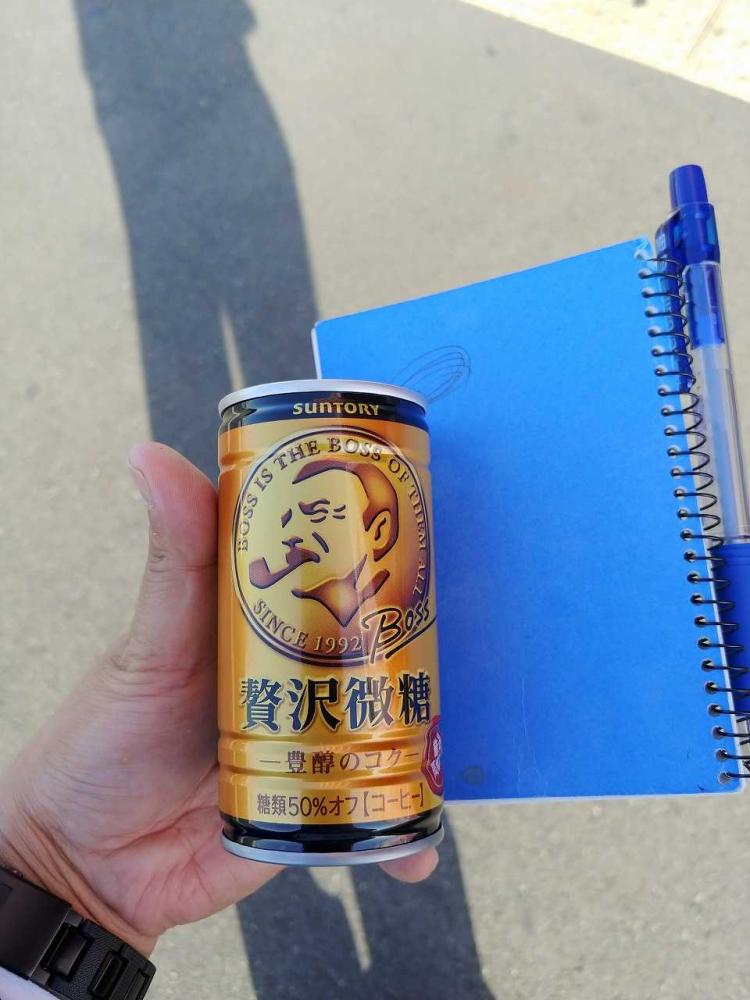 SUNTORY
BOSS IS THE BOSS OF THEM ALL
SINCE 1992
BOSS
贅沢微糖
—豊醇のコク—
糖類50%オフ【コーヒー】